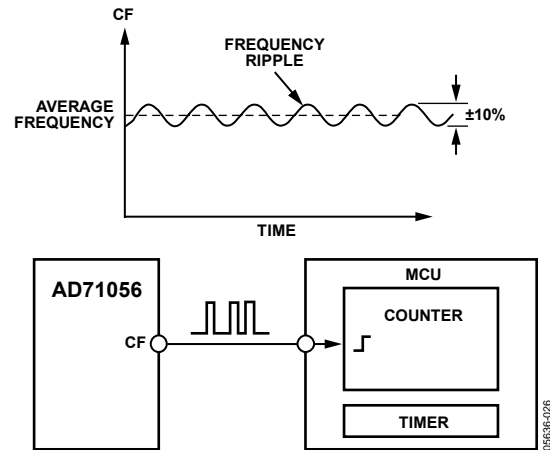 CF
FREQUENCY
RIPPLE
AVERAGE
FREQUENCY
±10%
TIME
AD71056
CF
MCU
COUNTER
TIMER
05636-026